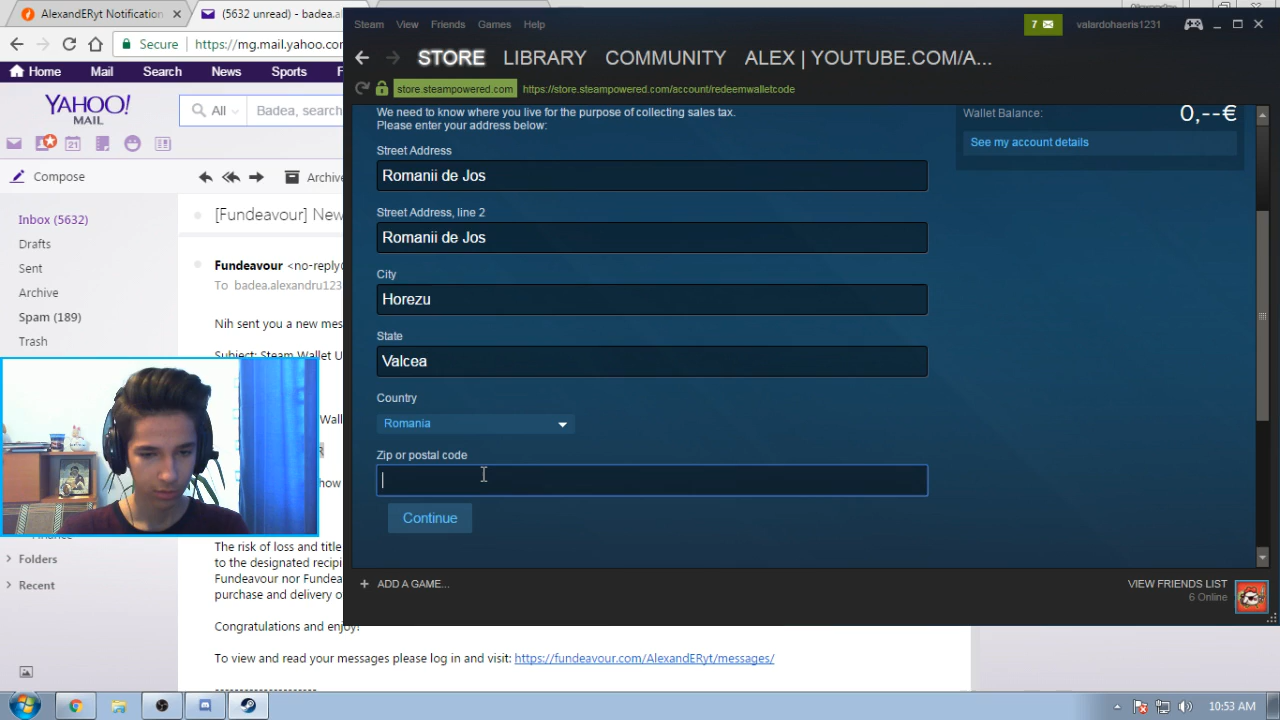 AlexandERyt Notification
(5632 unread) - badea.a
Secure
https://mg.mail.yahoo.co
Home
Mail
Search
News
Sports
YAHOO!
MAIL
All
Badea, search
Compose
Archive
Inbox (5632)
Drafts
Sent
Archive
Spam (189)
Trash
Folders
Recent
[Fundeavour] New
Fundeavour <no-reply@
To badea.alexandru123
Nih sent you a new mes
Subject: Steam Wallet U
Wall
how
The risk of loss and title
to the designated recipi
Fundeavour nor Fundea
purchase and delivery o
Congratulations and enjoy!
To view and read your messages please log in and visit: https://fundeavour.com/AlexandERyt/messages/
---------------------
Steam
View
Friends
Games
Help
7
valardohaeris1231
STORE
LIBRARY
COMMUNITY
ALEX | YOUTUBE.COM/A...
store.steampowered.com
https://store.steampowered.com/account/redeemwalletcode
We need to know where you live for the purpose of collecting sales tax.
Please enter your address below:
Street Address
Romanii de Jos
Street Address, line 2
Romanii de Jos
City
Horezu
State
Valcea
Country
Romania
Zip or postal code
Continue
Wallet Balance:
0,--€
See my account details
ADD A GAME...
VIEW FRIENDS LIST
6 Online
10:53 AM